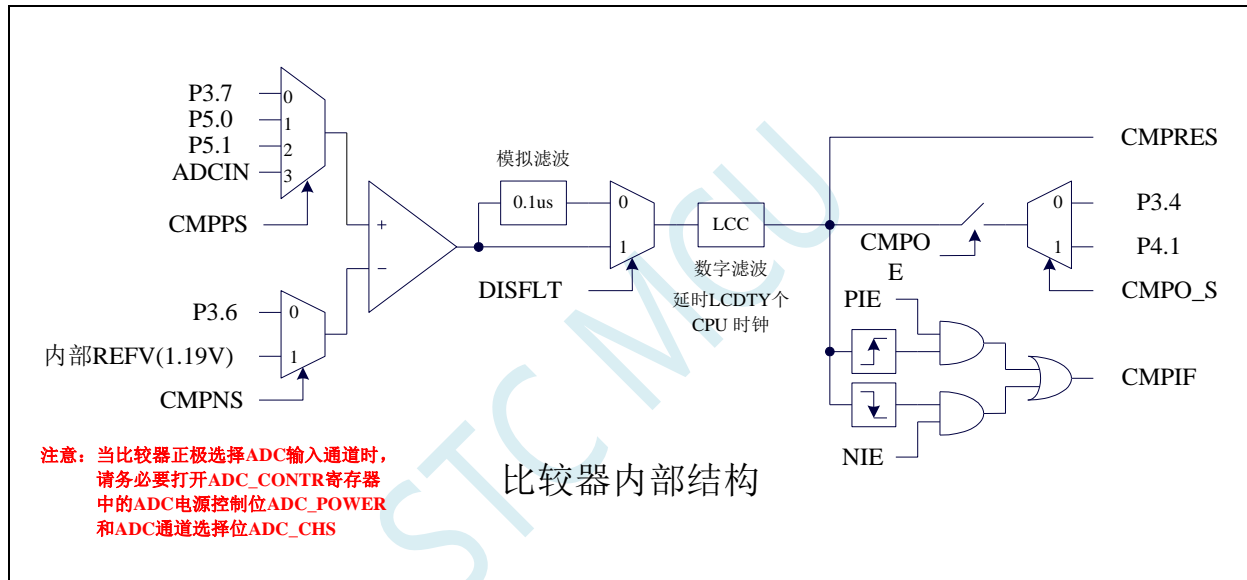 P3.7
P5.0
P5.1
ADCIN
0
1
2
3
CMPPS
+
−
P3.6
内部REFV(1.19V)
0
1
CMPNS
模拟滤波
0.1us
0
1
DISFLT
LCC
数字滤波
延时LCDTY个
CPU 时钟
CMPRES
CMPO
E
0
1
P3.4
P4.1
CMPO_S
PIE
NIE
CMPIF
注意：当比较器正极选择ADC输入通道时，
请务必要打开ADC_CONTR寄存器
中的ADC电源控制位ADC_POWER
和ADC通道选择位ADC_CHS
比较器内部结构
STC MCU